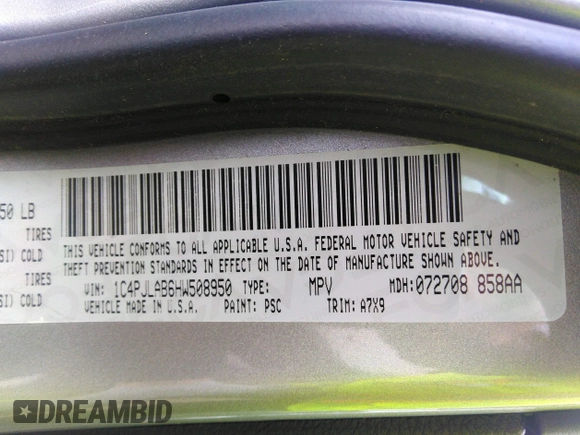 50 LB
TIRES
SI) COLD
TIRES
SI) COLD
THIS VEHICLE CONFORMS TO ALL APPLICABLE U.S.A. FEDERAL MOTOR VEHICLE SAFETY AND
THEFT PREVENTION STANDARDS IN EFFECT ON THE DATE OF MANUFACTURE SHOWN ABOVE.
VIN: 1C4PJLAB6HW508950 TYPE: MPV MDH: 072708 858AA
VEHICLE MADE IN U.S.A. PAINT: PSC TRIM: A7X9
DREAMBID